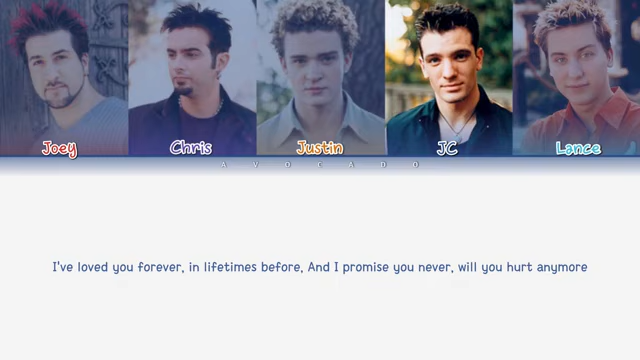 Joey Chris Justin JC Lance
A V O C A D O
I've loved you forever, in lifetimes before, And I promise you never, will you hurt anymore